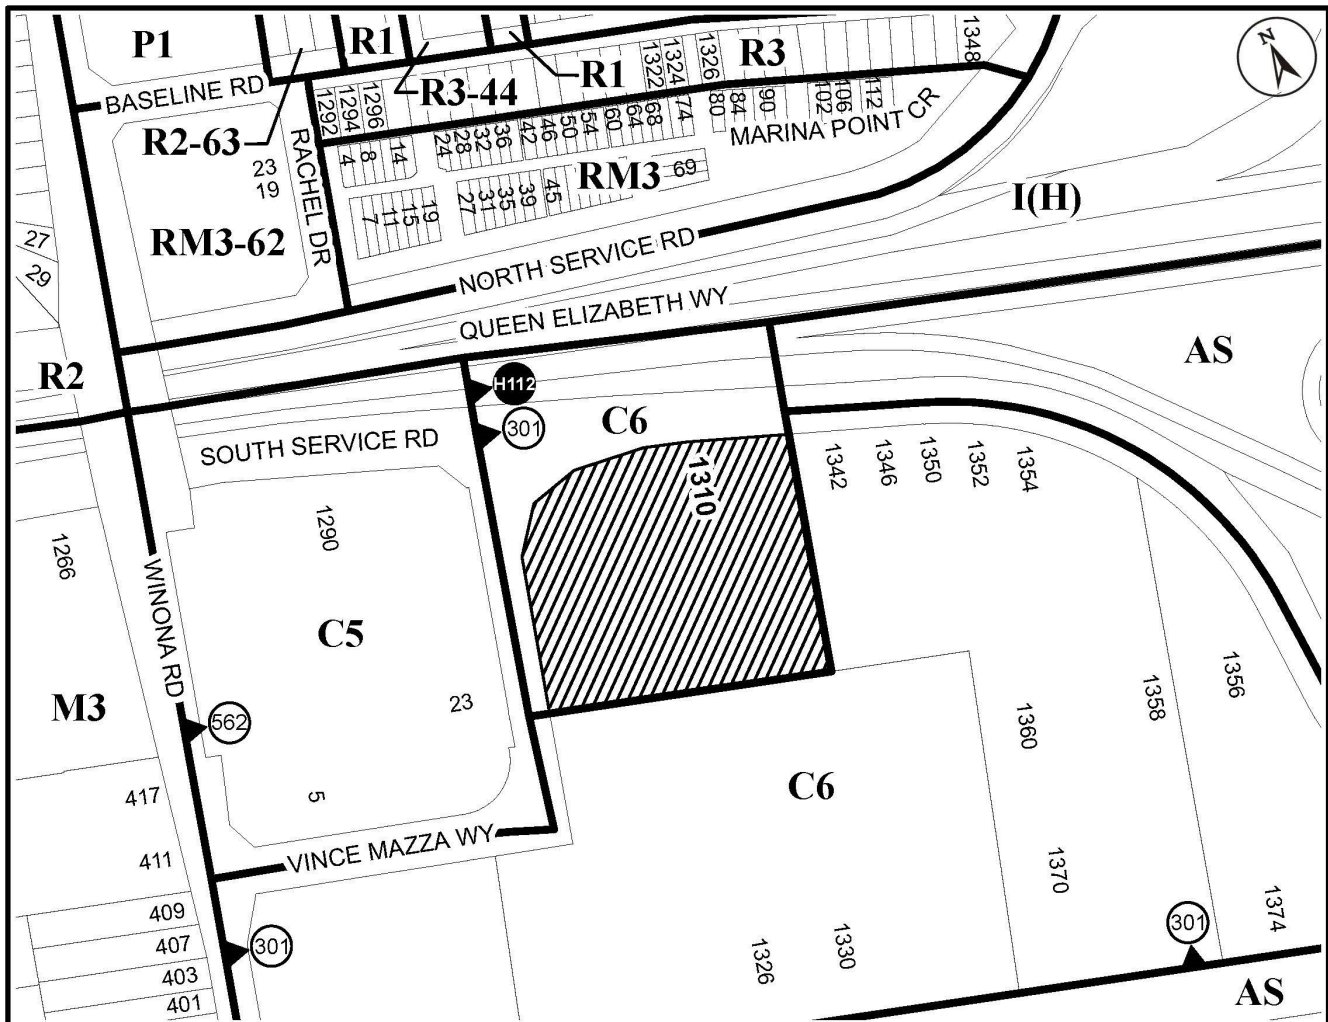 P1
R1
R3-44
R1
R3
1322
1324
1326
1348
N
BASELINE RD
R2-63
1292
1294
1296
RACHEL DR
4
8
14
24
28
32
36
42
46
50
54
60
64
68
74
80
84
90
102
106
112
MARINA POINT CR
23
19
RM3-62
7
11
15
19
27
31
35
39
45
RM3
69
I(H)
27
29
NORTH SERVICE RD
QUEEN ELIZABETH WY
R2
AS
H112
301
C6
SOUTH SERVICE RD
1310
1342
1346
1350
1352
1354
1290
1266
WINONA RD
C5
M3
562
23
5
1356
1358
1360
C6
417
411
VINCE MAZZA WY
1370
409
407
403
401
301
1326
1330
301
1374
AS